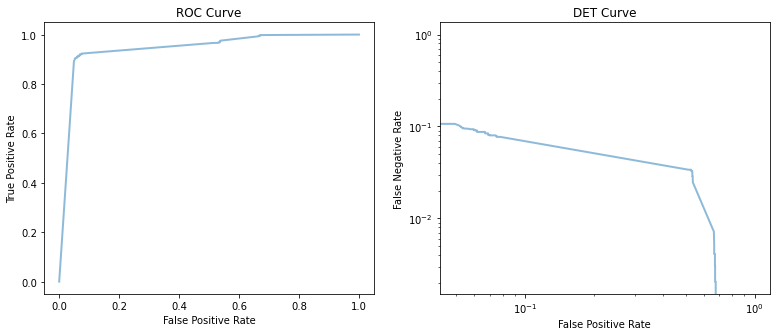 ROC Curve
1.0
0.8
0.6
0.4
0.2
0.0
True Positive Rate
0.0 0.2 0.4 0.6 0.8 1.0
False Positive Rate
DET Curve
10⁰
10⁻¹
10⁻²
False Negative Rate
10⁻¹ 10⁰
False Positive Rate